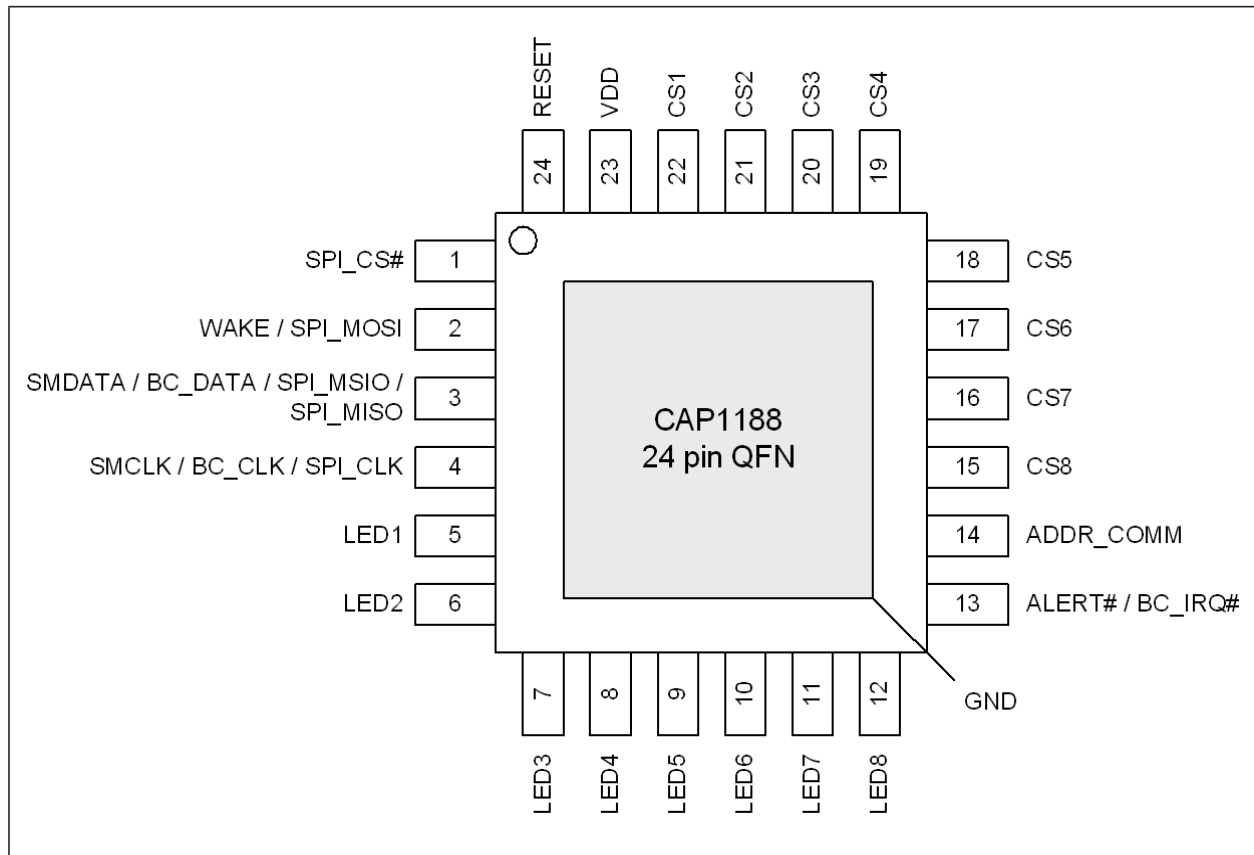 RESET
VDD
CS1
CS2
CS3
CS4
24
23
22
21
20
19
SPI_CS#
1
18
CS5
WAKE / SPI_MOSI
2
17
CS6
SMDATA / BC_DATA / SPI_MSIO /
SPI_MISO
3
16
CS7
CAP1188
24 pin QFN
SMCLK / BC_CLK / SPI_CLK
4
15
CS8
LED1
5
14
ADDR_COMM
LED2
6
13
ALERT# / BC_IRQ#
GND
7
8
9
10
11
12
LED3
LED4
LED5
LED6
LED7
LED8